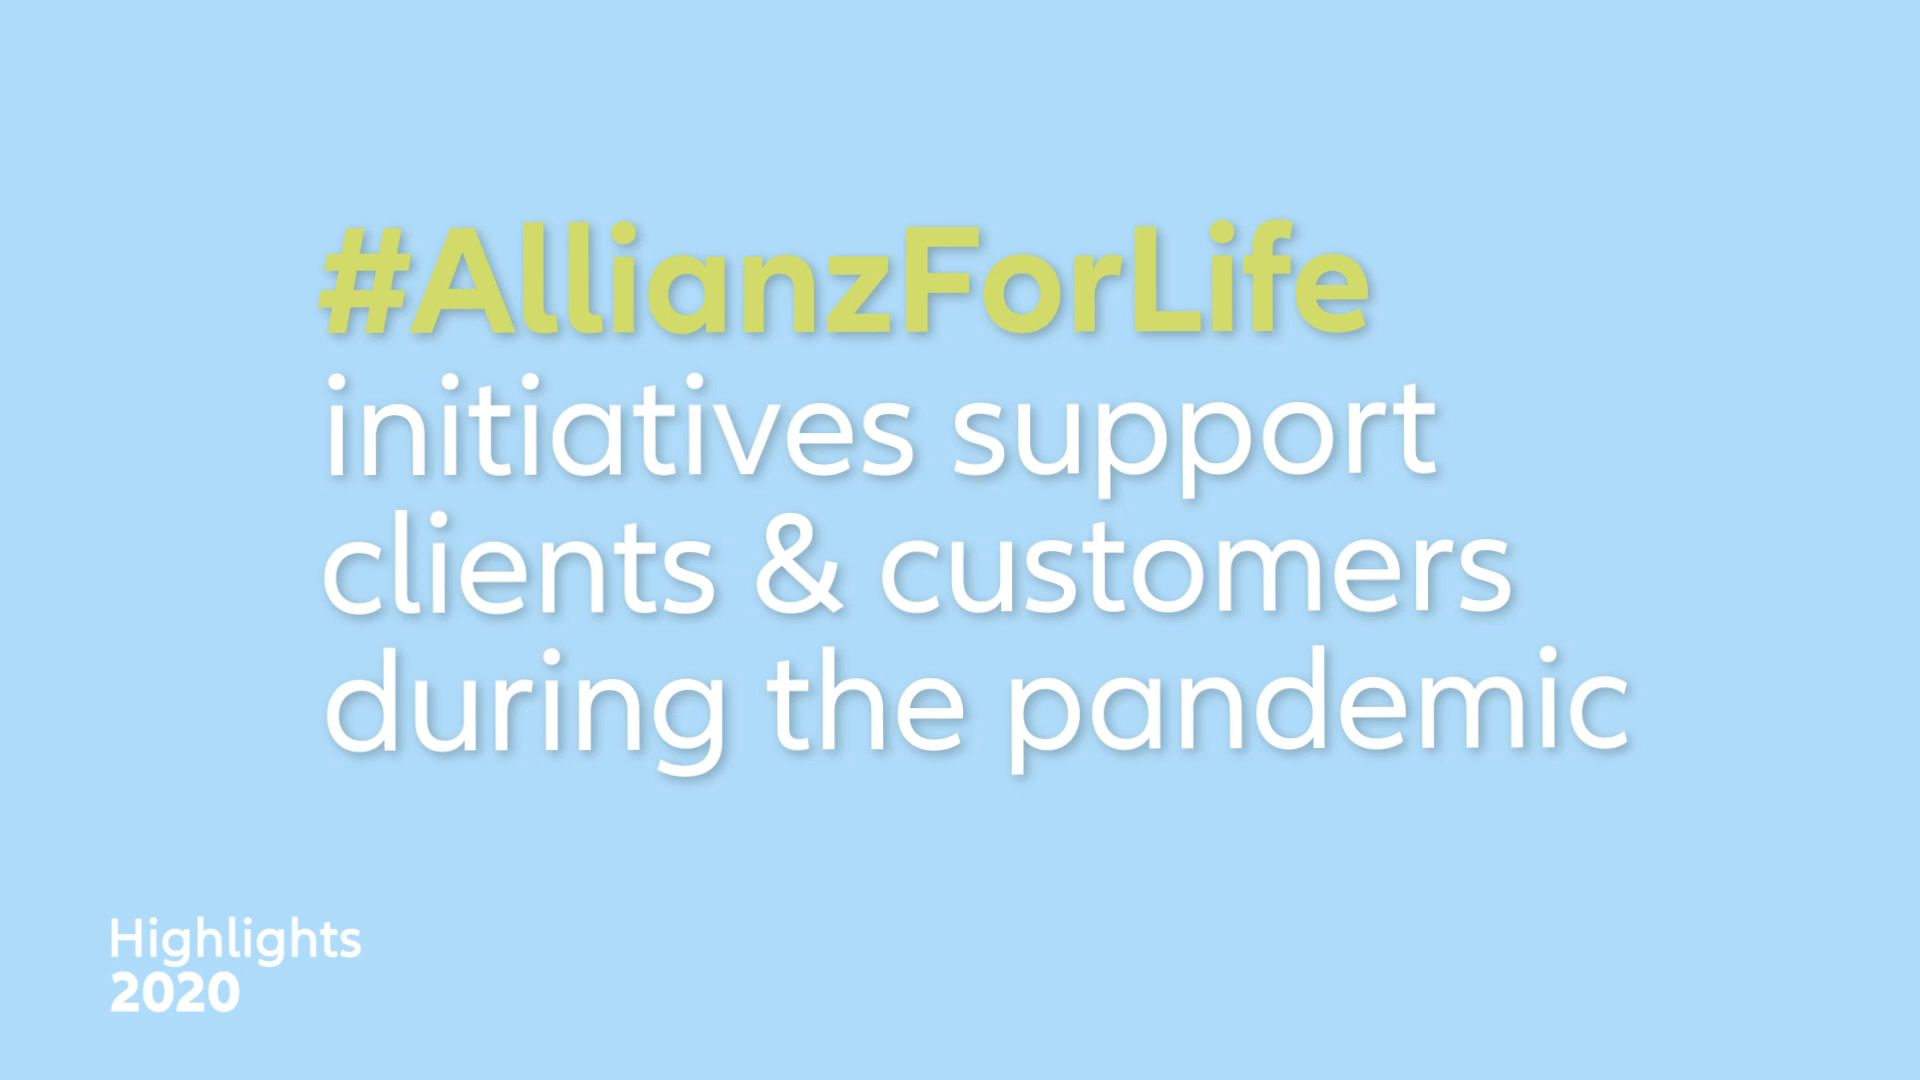 #AllianzForLife
initiatives support
clients & customers
during the pandemic
Highlights
2020